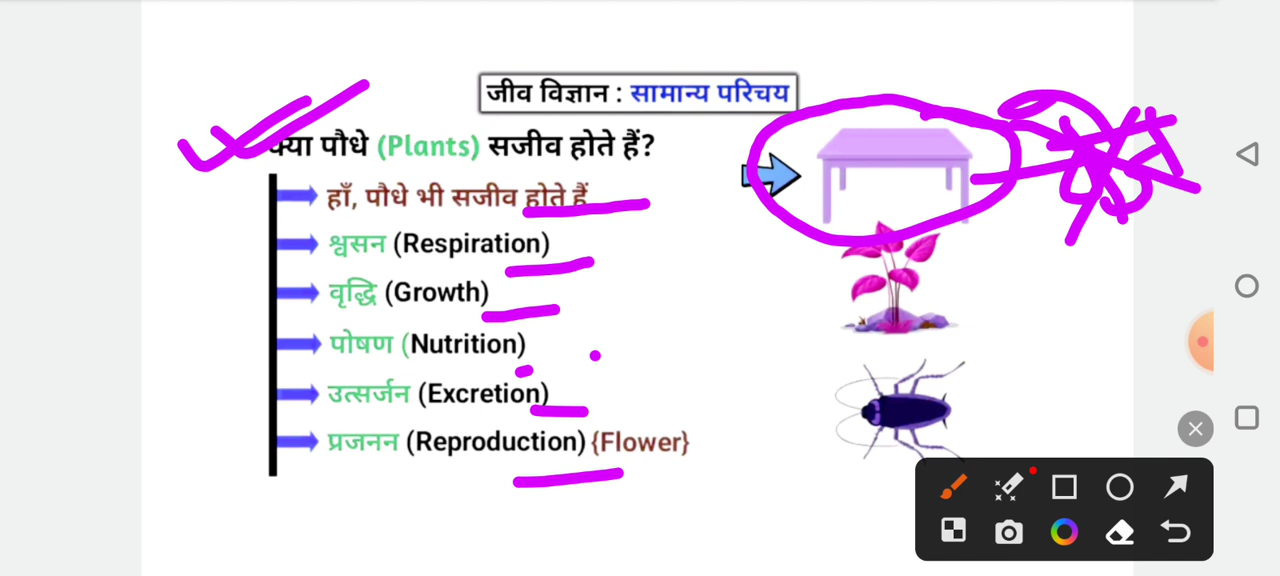 जीव विज्ञान : सामान्य परिचय
क्या पौधे (Plants) सजीव होते हैं?
हाँ, पौधे भी सजीव होते हैं
श्वसन (Respiration)
वृद्धि (Growth)
पोषण (Nutrition)
उत्सर्जन (Excretion)
प्रजनन (Reproduction) {Flower}